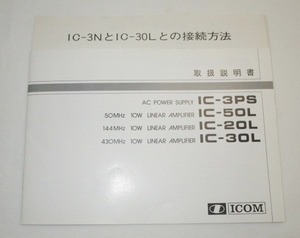 IC-3NとIC-30Lとの接続方法
取扱説明書
AC POWER SUPPLY IC-3PS
50MHz 10W LINEAR AMPLIFIER IC-50L
144MHz 10W LINEAR AMPLIFIER IC-20L
430MHz 10W LINEAR AMPLIFIER IC-30L
ICOM